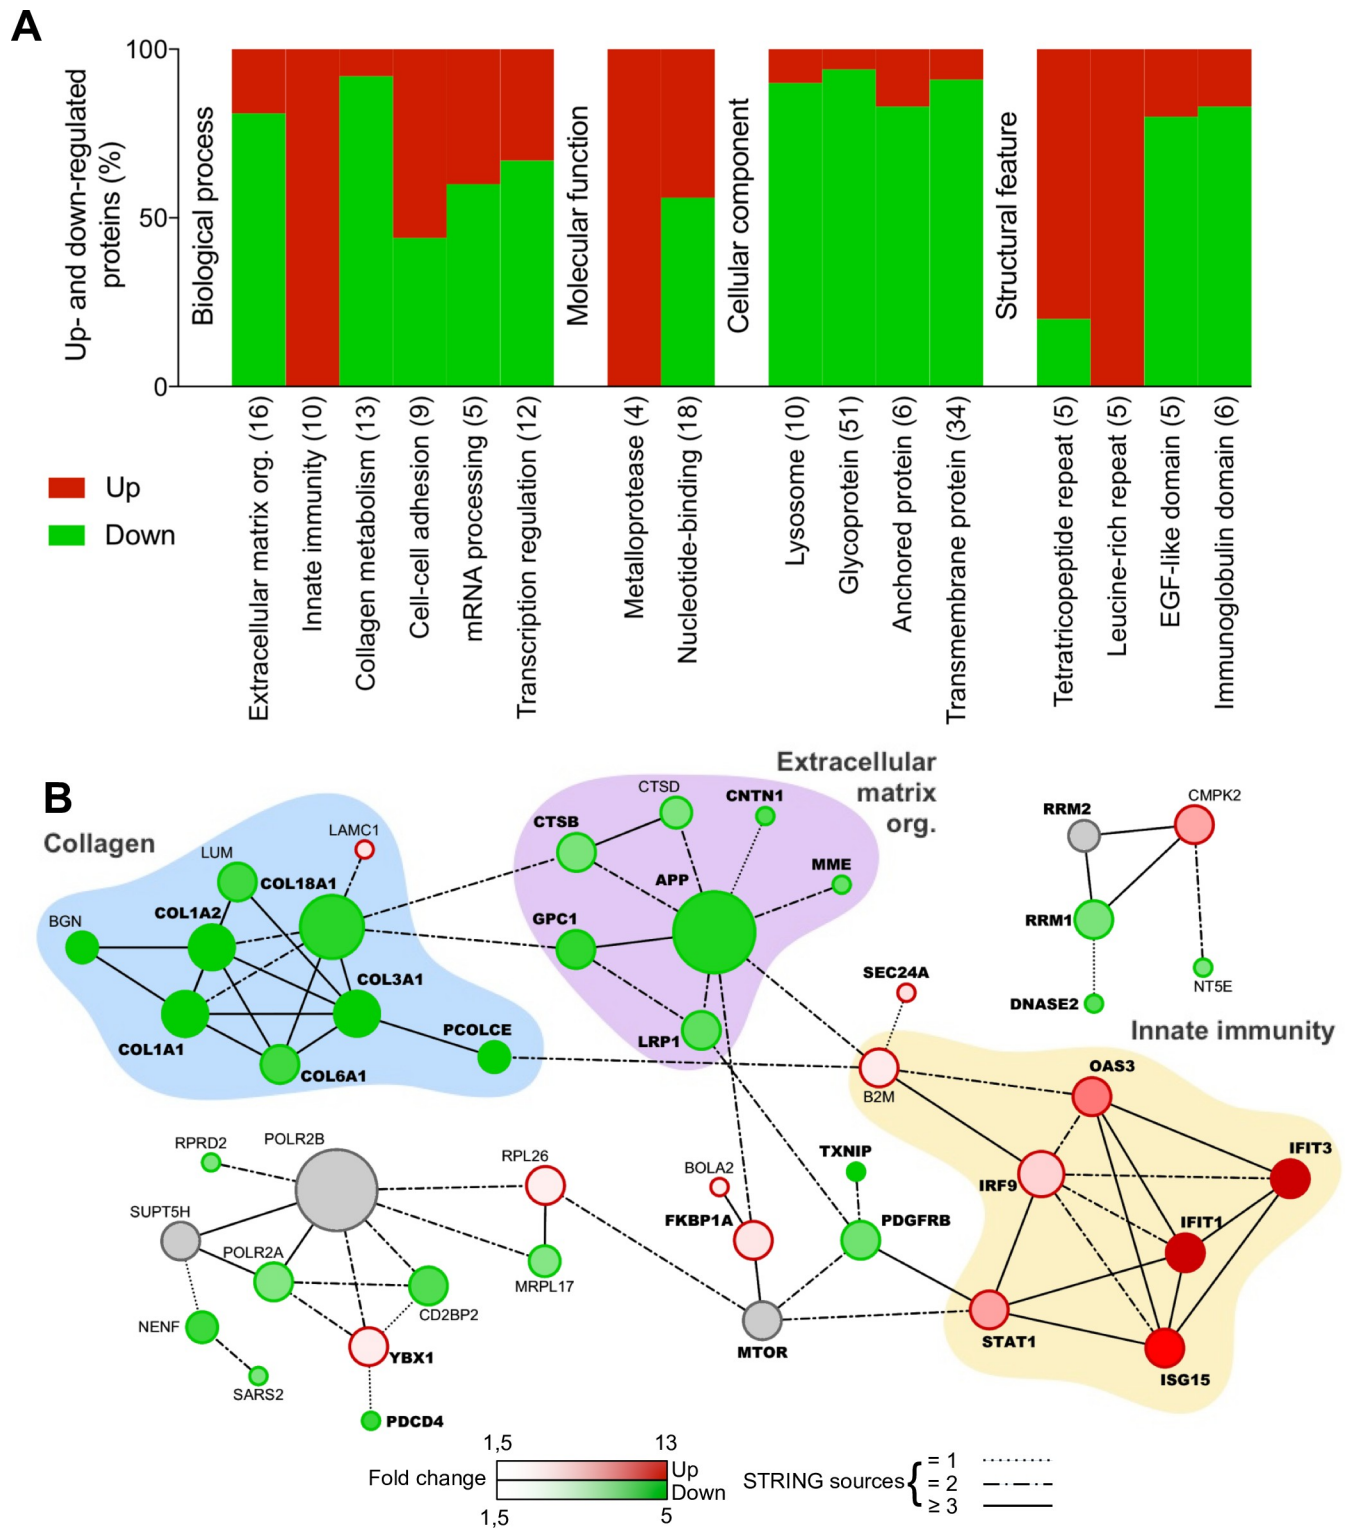 A
Up- and down-regulated
proteins (%)
100
50
0
Biological process
Molecular function
Cellular component
Structural feature
Extracellular matrix org. (16)
Innate immunity (10)
Collagen metabolism (13)
Cell-cell adhesion (9)
mRNA processing (5)
Transcription regulation (12)
Metalloprotease (4)
Nucleotide-binding (18)
Lysosome (10)
Glycoprotein (51)
Anchored protein (6)
Transmembrane protein (34)
Tetratricopeptide repeat (5)
Leucine-rich repeat (5)
EGF-like domain (5)
Immunoglobulin domain (6)
Up
Down
B
Collagen
LAMC1
LUM
COL18A1
COL1A2
BGN
COL3A1
COL1A1
COL6A1
PCOLCE
Extracellular
matrix
org.
CTSD
CNTN1
CTSB
MME
APP
GPC1
LRP1
RRM2
CMPK2
RRM1
NT5E
DNASE2
SEC24A
Innate immunity
B2M
OAS3
IFIT3
IRF9
IFIT1
STAT1
ISG15
RPRD2
POLR2B
RPL26
SUPT5H
POLR2A
MRPL17
CD2BP2
NENF
YBX1
SARS2
PDCD4
BOLA2
TXNIP
FKBP1A
PDGFRB
MTOR
1,5
13
Fold change
Up
Down
1,5
5
STRING sources
{
= 1
= 2
≥ 3